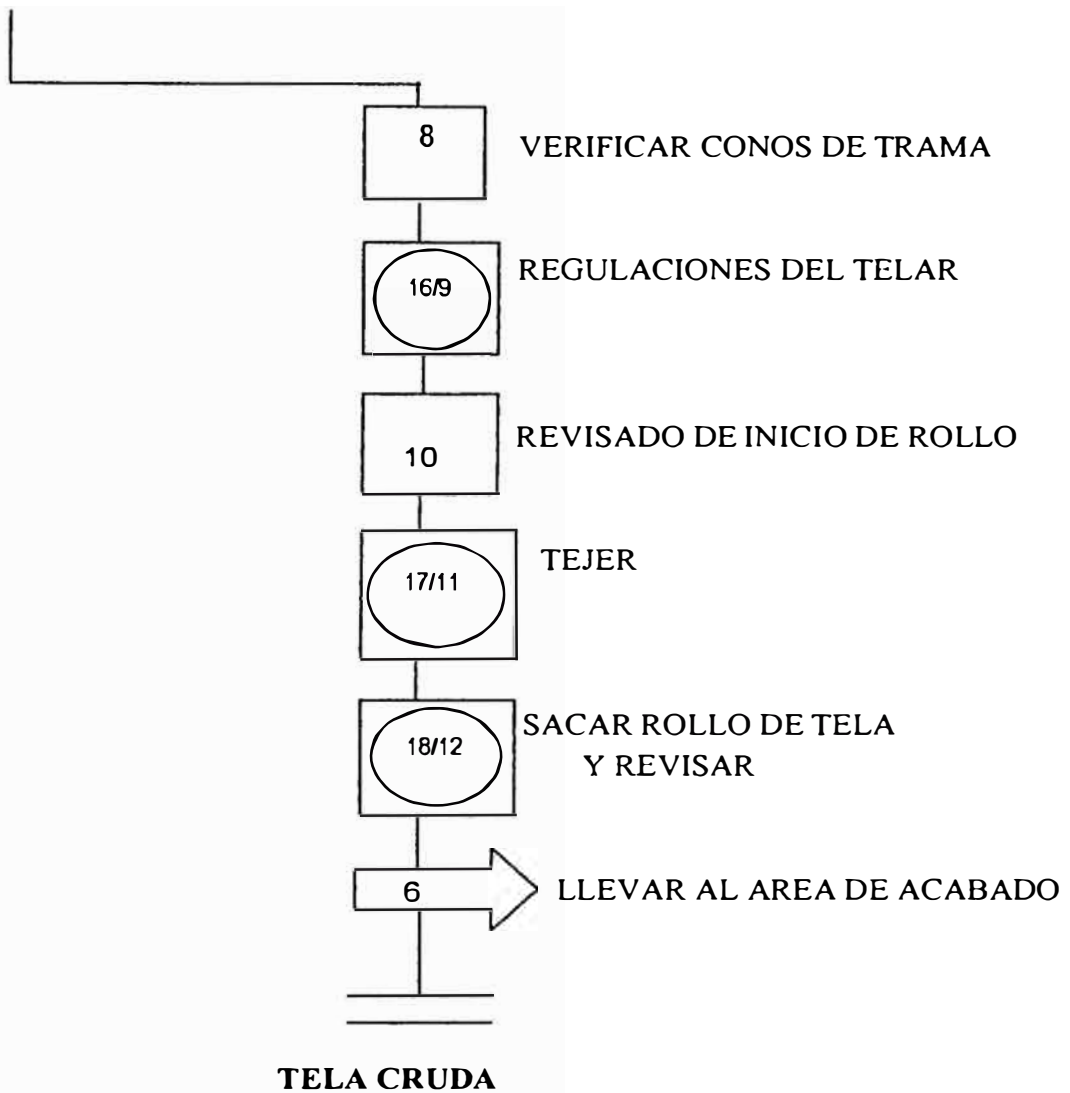 8
VERIFICAR CONOS DE TRAMA
16/9
REGULACIONES DEL TELAR
10
REVISADO DE INICIO DE ROLLO
17/11
TEJER
18/12
SACAR ROLLO DE TELA
Y REVISAR
6
LLEVAR AL AREA DE ACABADO
TELA CRUDA